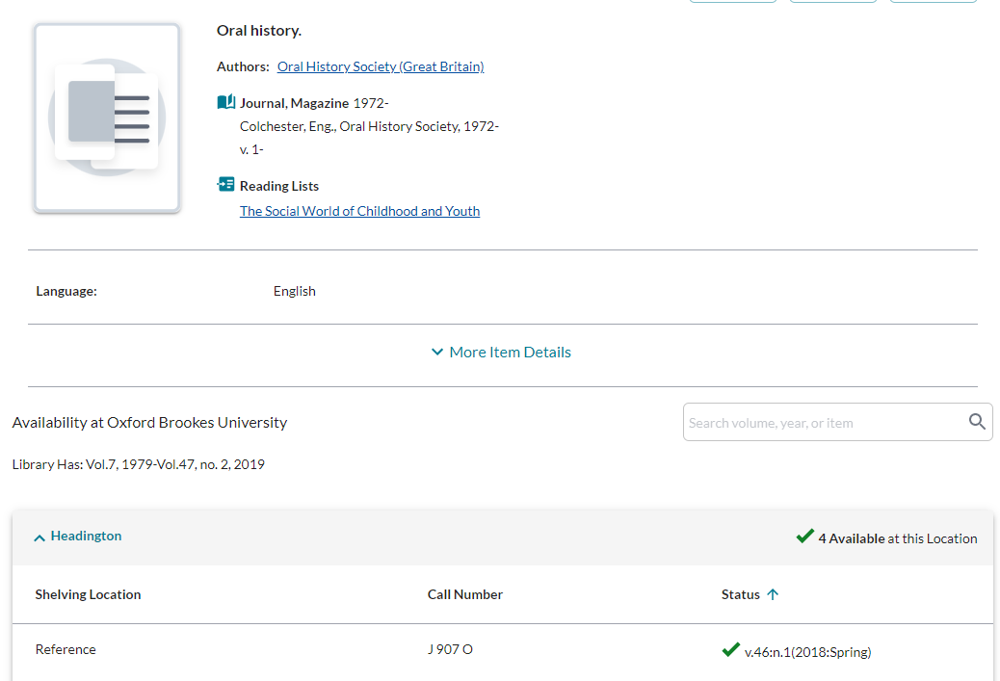 Oral history.
Authors: Oral History Society (Great Britain)
Journal, Magazine 1972-
Colchester, Eng., Oral History Society, 1972-
v. 1-
Reading Lists
The Social World of Childhood and Youth
Language: English
More Item Details
Availability at Oxford Brookes University
Search volume, year, or item
Library Has: Vol.7, 1979-Vol.47, no. 2, 2019
Headington 4 Available at this Location
Shelving Location Call Number Status
Reference J 907 O v.46:n.1(2018:Spring)